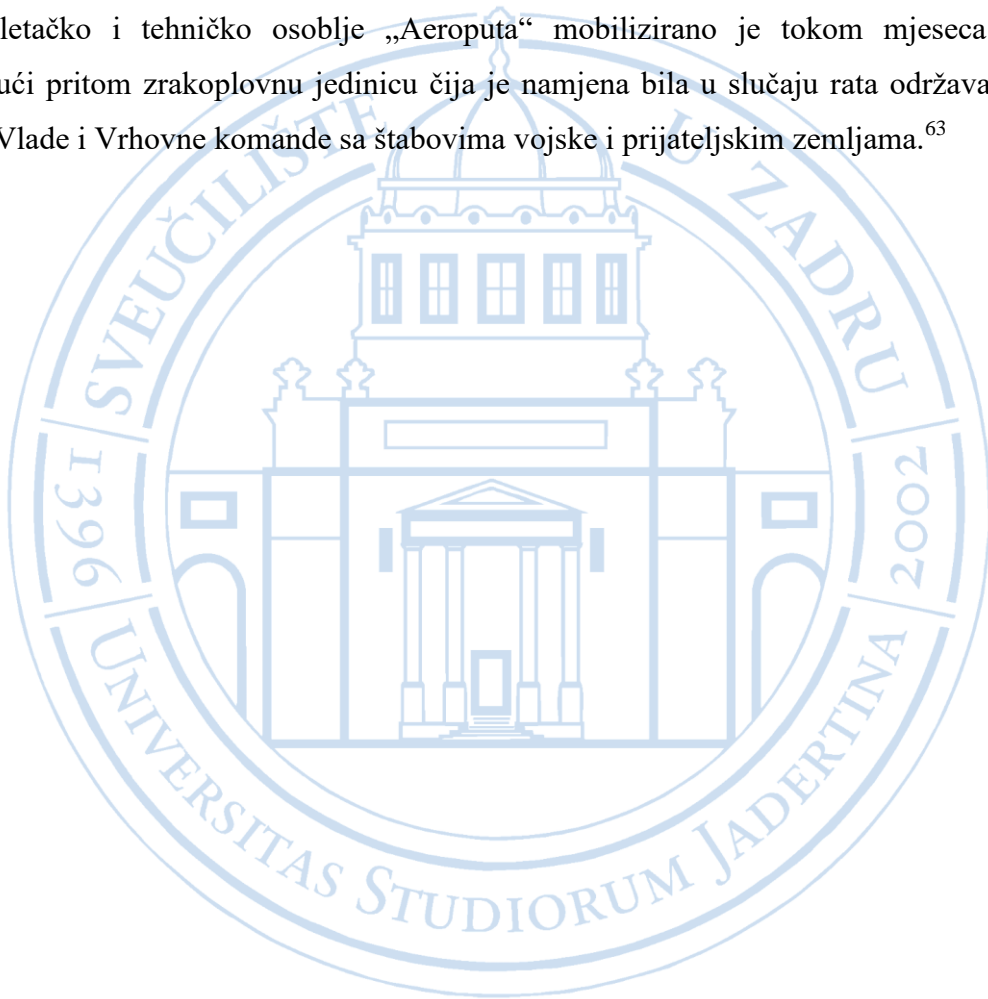 letačko i tehničko osoblje „Aeroputa“ mobilizirano je tokom mjeseca
ući pritom zrakoplovnu jedinicu čija je namjena bila u slučaju rata održava
Vlade i Vrhovne komande sa štabovima vojske i prijateljskim zemljama.63
SVEUČILIŠTE U ZADRU
1396
2002
UNIVERSITAS STUDIORUM JADERTINA